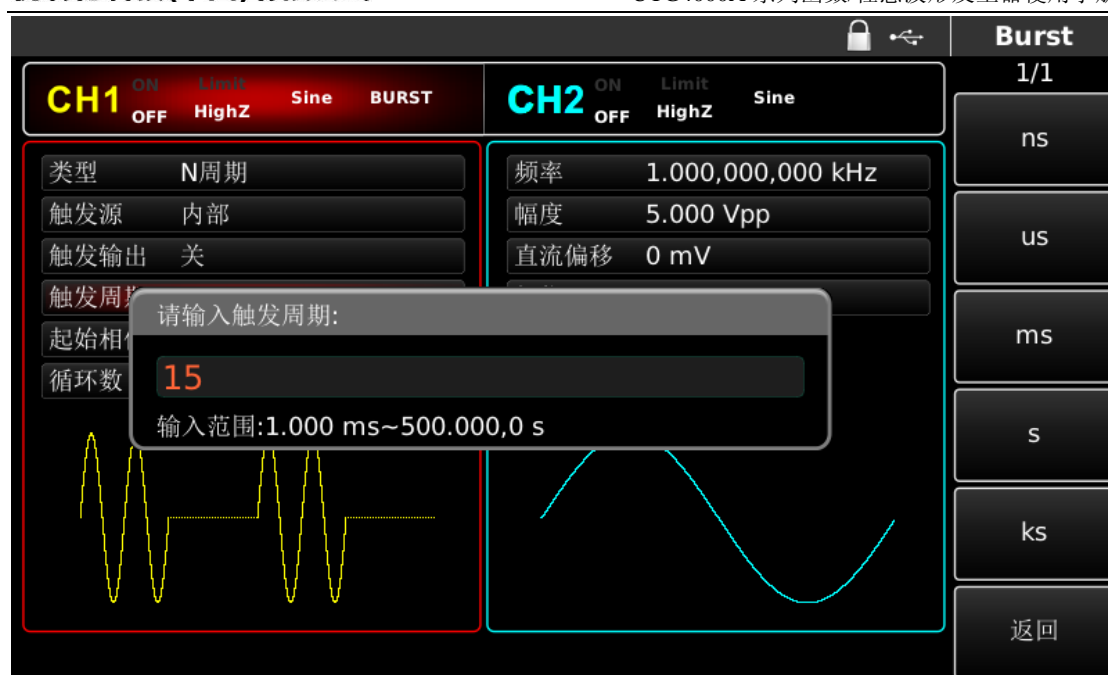 Burst
1/1
CH1 ON OFF Limit HighZ Sine BURST
CH2 ON OFF Limit HighZ Sine
类型 N周期
触发源 内部
触发输出 关
触发周
起始相
循环数
频率 1.000,000,000 kHz
幅度 5.000 Vpp
直流偏移 0 mV
请输入触发周期:
15
输入范围:1.000 ms~500.000,0 s
ns
us
ms
s
ks
返回